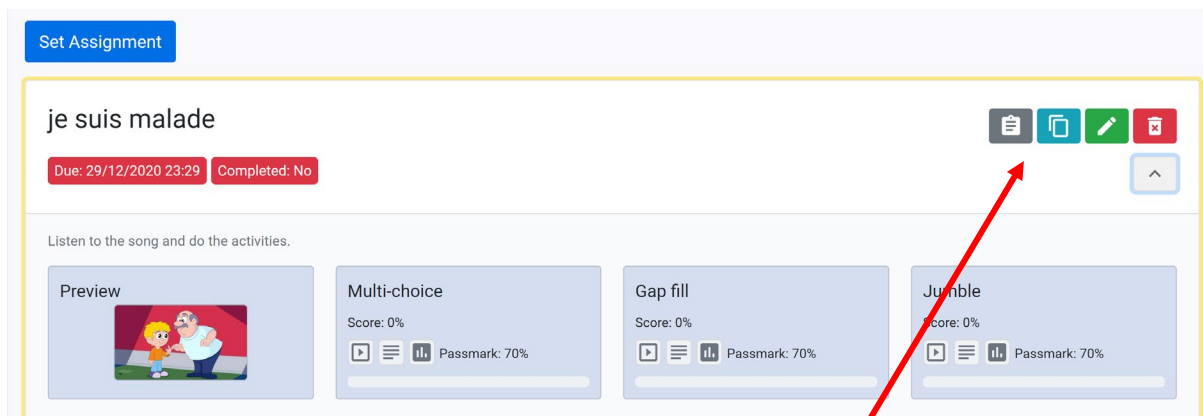 Set Assignment
je suis malade
Due: 29/12/2020 23:29 Completed: No
Listen to the song and do the activities.
Preview
Multi-choice
Score: 0%
Passmark: 70%
Gap fill
Score: 0%
Passmark: 70%
Jumble
Score: 0%
Passmark: 70%